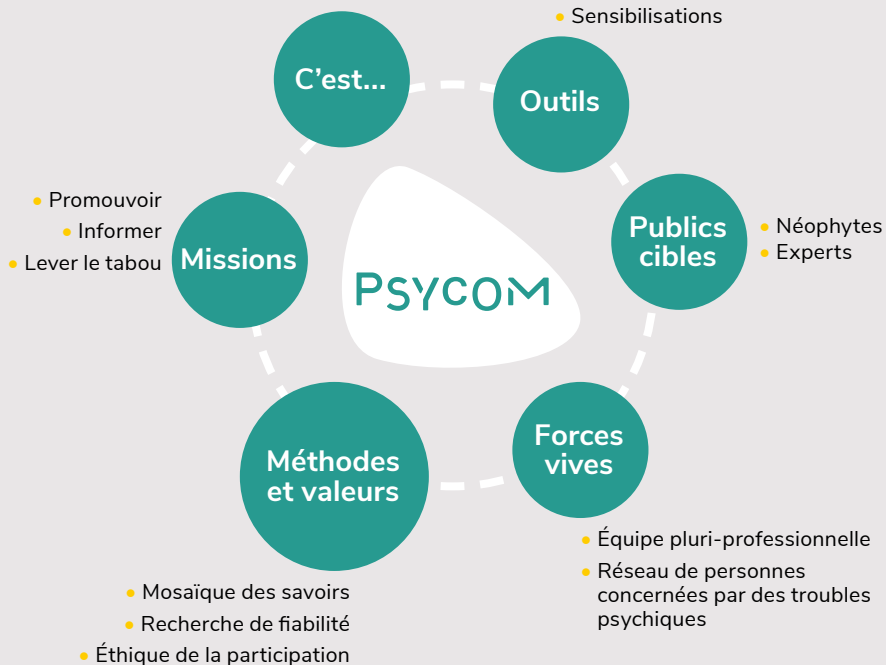 Sensibilisations
C'est...
Outils
Promouvoir
Informer
Lever le tabou
Missions
Publics
cibles
Néophytes
Experts
PSYCOM
Méthodes
et valeurs
Forces
vives
Mosaïque des savoirs
Recherche de fiabilité
Éthique de la participation
Équipe pluri-professionnelle
Réseau de personnes
concernées par des troubles
psychiques